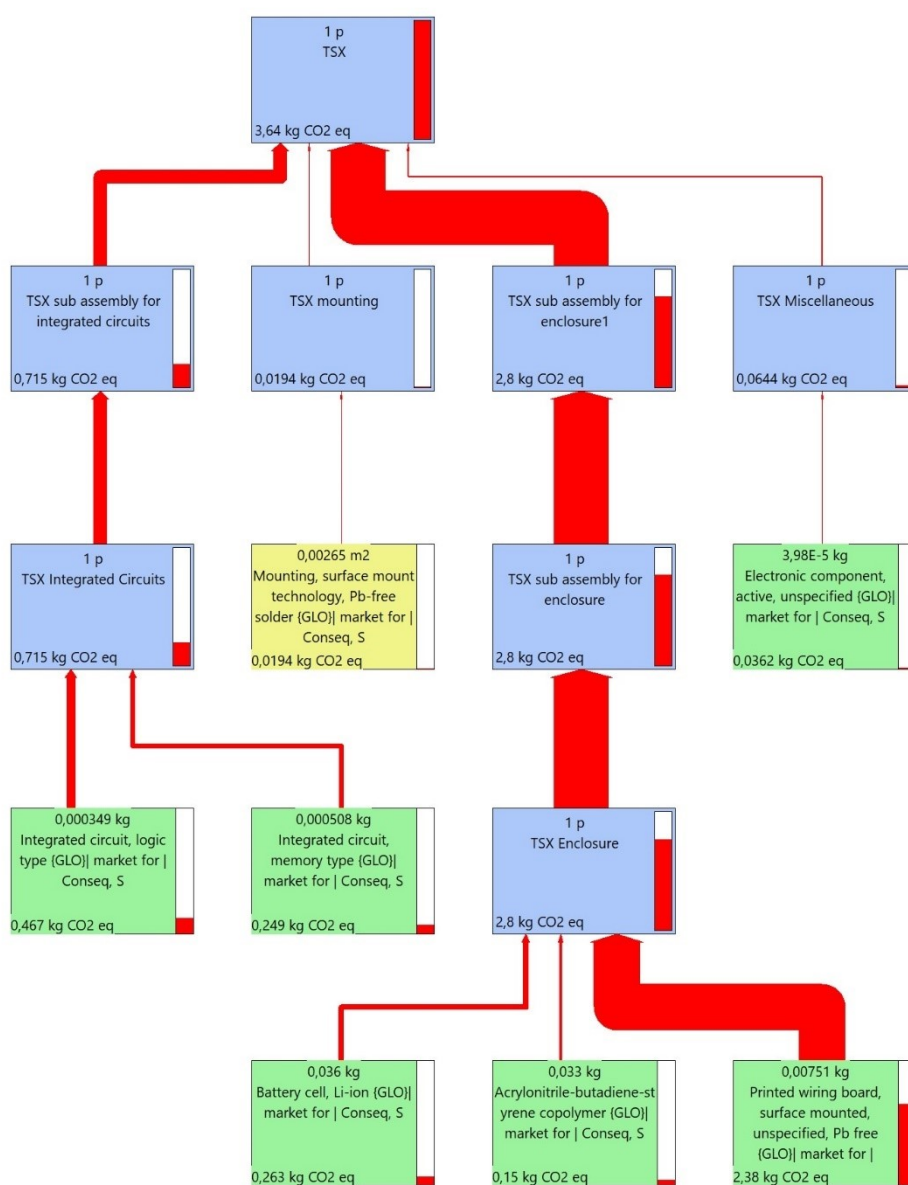 1 p
TSX
3,64 kg CO2 eq
1 p
TSX sub assembly for
integrated circuits
0,715 kg CO2 eq
1 p
TSX mounting
0,0194 kg CO2 eq
1 p
TSX sub assembly for
enclosure1
2,8 kg CO2 eq
1 p
TSX Miscellaneous
0,0644 kg CO2 eq
1 p
TSX Integrated Circuits
0,715 kg CO2 eq
0,00265 m2
Mounting, surface mount
technology, Pb-free
solder {GLO}| market for |
Conseq, S
0,0194 kg CO2 eq
1 p
TSX sub assembly for
enclosure
2,8 kg CO2 eq
3,98E-5 kg
Electronic component,
active, unspecified {GLO}|
market for | Conseq, S
0,0362 kg CO2 eq
0,000349 kg
Integrated circuit, logic
type {GLO}| market for |
Conseq, S
0,467 kg CO2 eq
0,000508 kg
Integrated circuit,
memory type {GLO}|
market for | Conseq, S
0,249 kg CO2 eq
1 p
TSX Enclosure
2,8 kg CO2 eq
0,036 kg
Battery cell, Li-ion {GLO}|
market for | Conseq, S
0,263 kg CO2 eq
0,033 kg
Acrylonitrile-butadiene-st
yrene copolymer {GLO}|
market for | Conseq, S
0,15 kg CO2 eq
0,00751 kg
Printed wiring board,
surface mounted,
unspecified, Pb free
{GLO}| market for |
2,38 kg CO2 eq